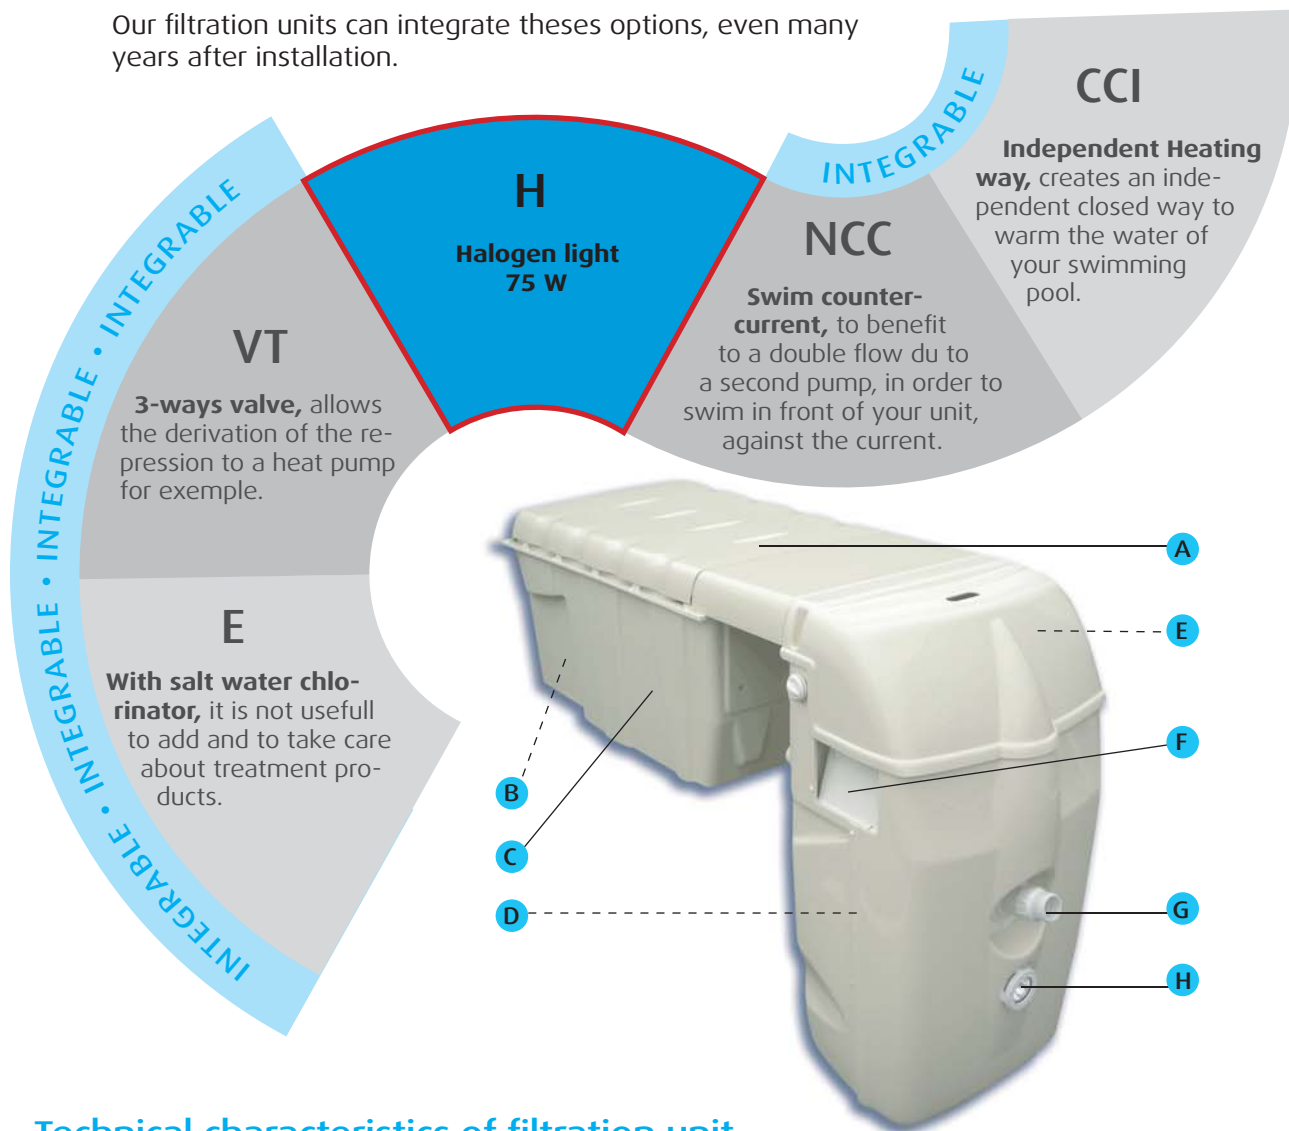 Our filtration units can integrate theses options, even many
years after installation.
INTEGRABLE • INTEGRABLE • INTEGRABLE • INTEGRABLE • INTEGRABLE
E
With salt water chlo-
rinator, it is not usefull
to add and to take care
about treatment pro-
ducts.
VT
3-ways valve, allows
the derivation of the re-
pression to a heat pump
for exemple.
H
Halogen light
75 W
INTEGRABLE
NCC
Swim counter-
current, to benefit
to a double flow du to
a second pump, in order to
swim in front of your unit,
against the current.
CCI
Independent Heating
way, creates an inde-
pendent closed way to
warm the water of
your swimming
pool.
A
B
C
D
E
F
G
H
Technical characteristics of filtration unit